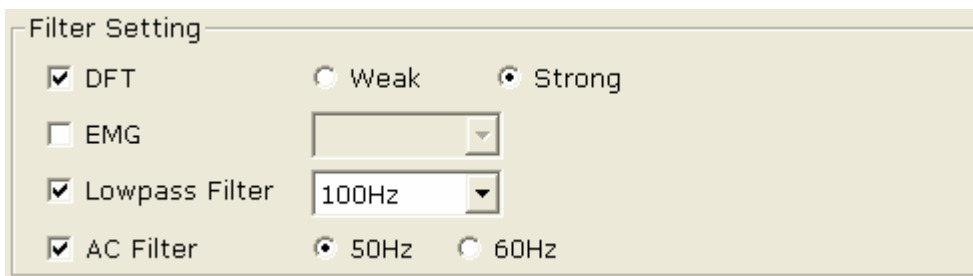 Filter Setting
DFT Weak Strong
EMG
Lowpass Filter 100Hz
AC Filter 50Hz 60Hz